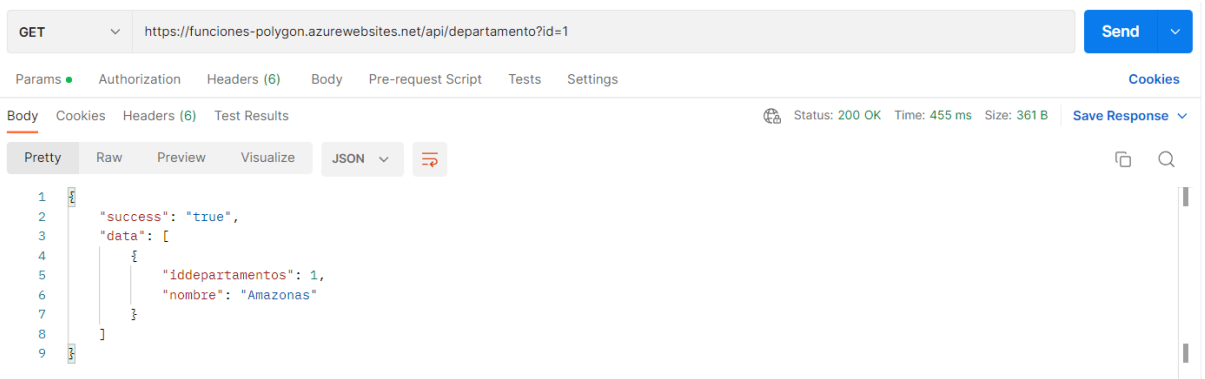 GET https://funciones-polygon.azurewebsites.net/api/departamento?id=1 Send
Params Authorization Headers (6) Body Pre-request Script Tests Settings Cookies
Body Cookies Headers (6) Test Results Status: 200 OK Time: 455 ms Size: 361 B Save Response
Pretty Raw Preview Visualize JSON
1 {
2 "success": "true",
3 "data": [
4 {
5 "iddepartamentos": 1,
6 "nombre": "Amazonas"
7 }
8 ]
9 }